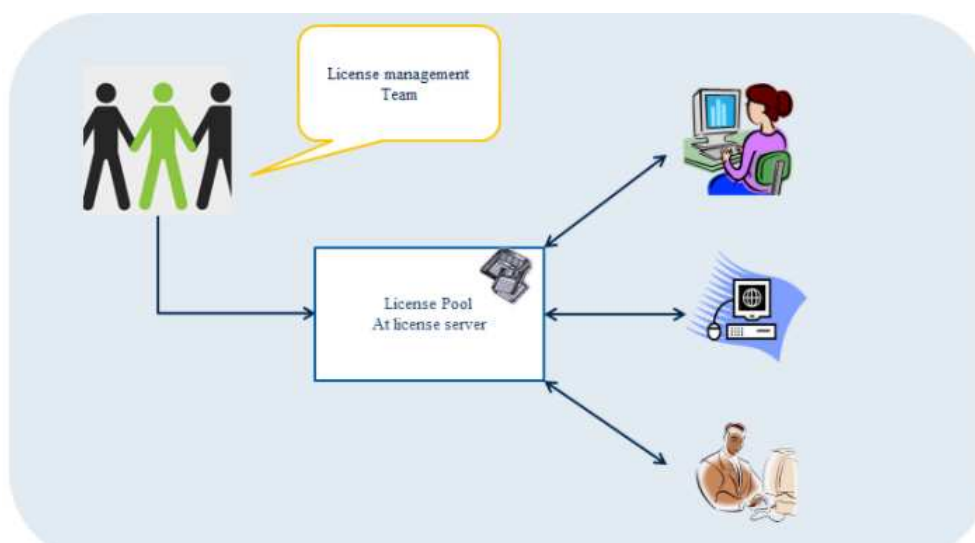 License management
Team
License Pool
At license server